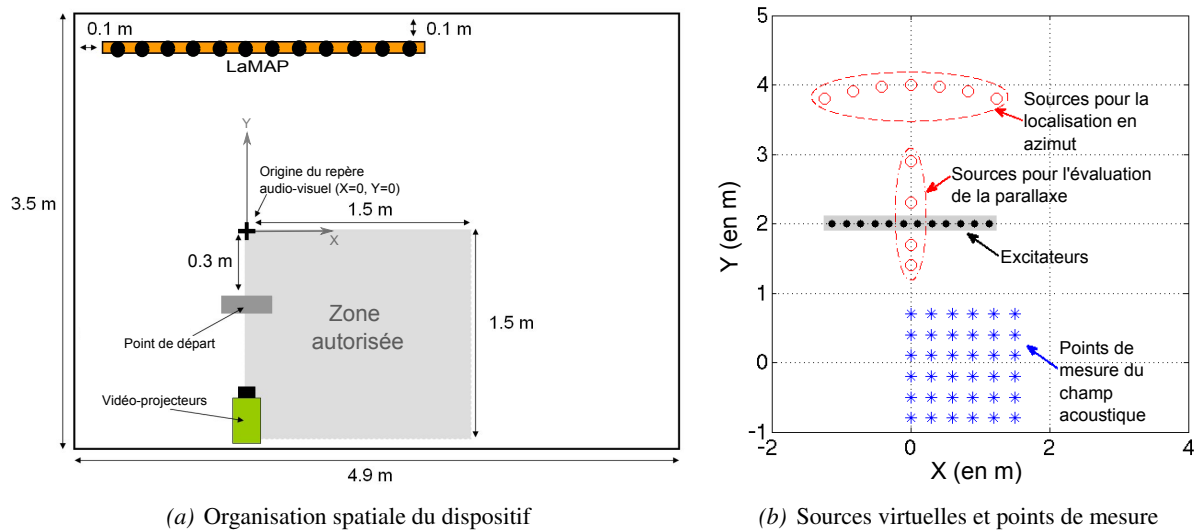 0.1 m
0.1 m
LaMAP
Y
Origine du repère
audio-visuel (X=0, Y=0)
3.5 m
1.5 m
X
0.3 m
Zone
autorisée
1.5 m
Point de départ
Vidéo-projecteurs
4.9 m
(a) Organisation spatiale du dispositif
5
4
3
2
1
0
-1
Y (en m)
Sources pour la
localisation en
azimut
Sources pour l'évaluation
de la parallaxe
Excitateurs
Points de
mesure du
champ
acoustique
-2
0
2
4
X (en m)
(b) Sources virtuelles et points de mesure